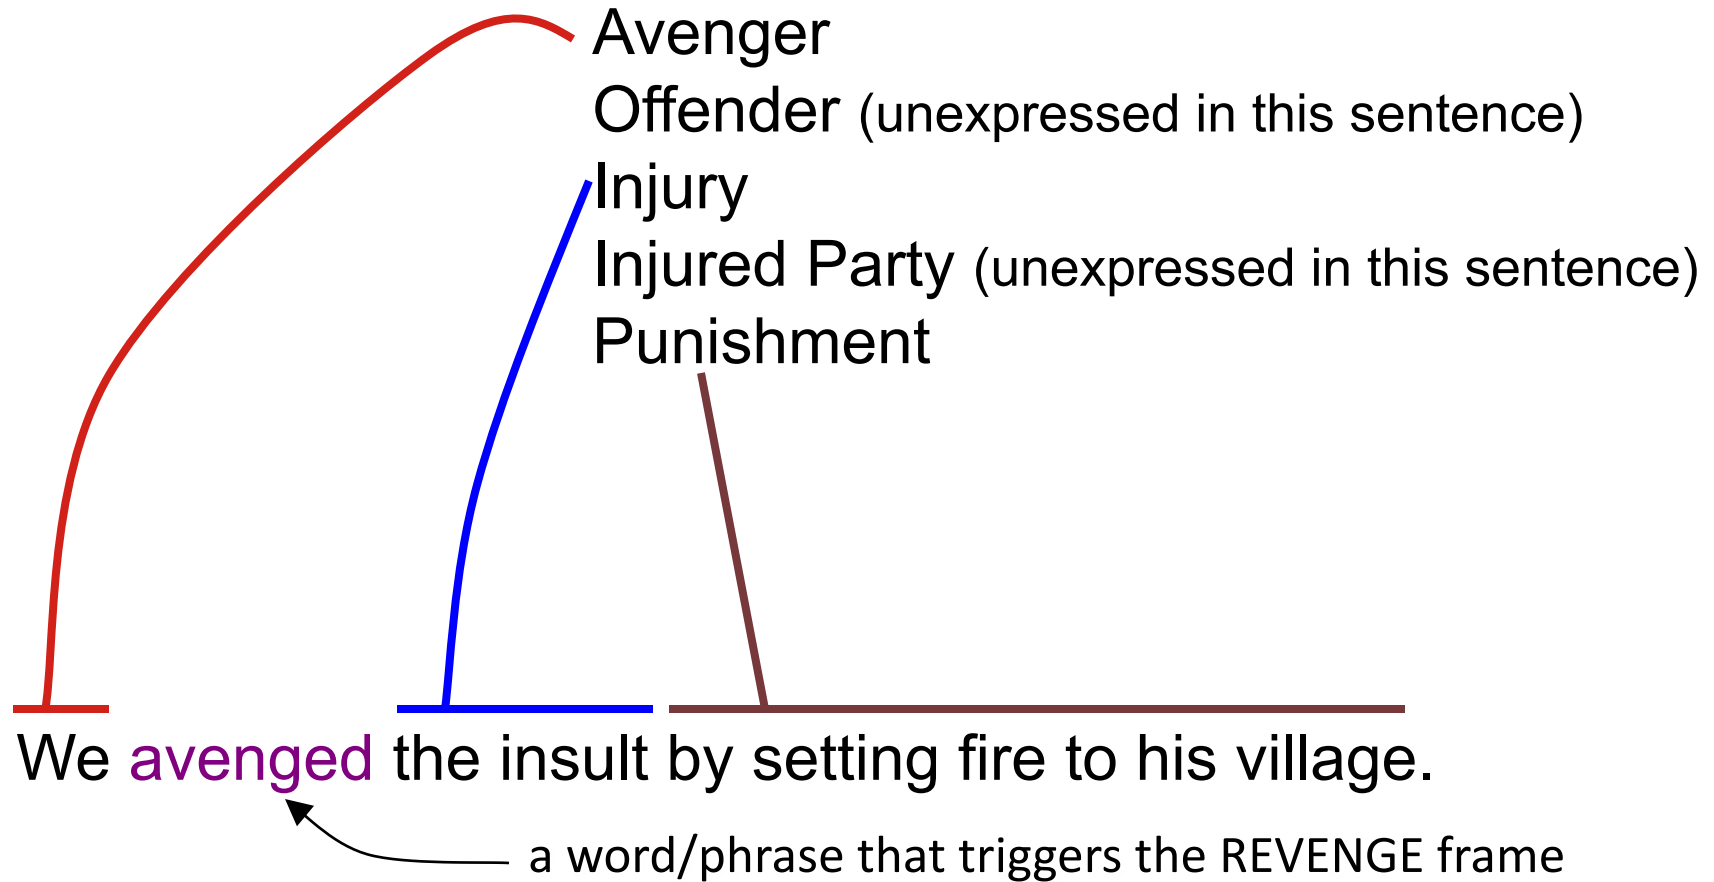 Avenger
Offender (unexpressed in this sentence)
Injury
Injured Party (unexpressed in this sentence)
Punishment
We avenged the insult by setting fire to his village.
a word/phrase that triggers the REVENGE frame